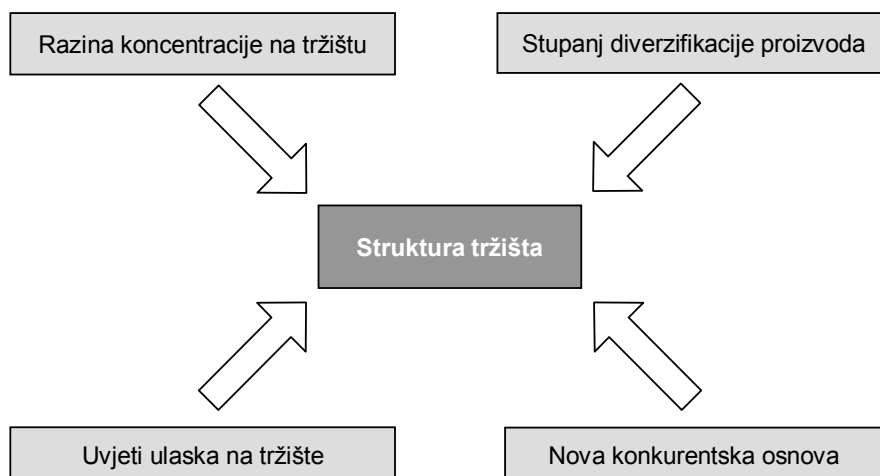 Razina koncentracije na tržištu
Stupanj diverzifikacije proizvoda
Struktura tržišta
Uvjeti ulaska na tržište
Nova konkurentska osnova